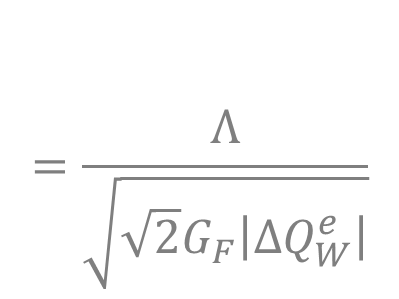 = Λ / √(√2 G_F |ΔQ_W^e|)